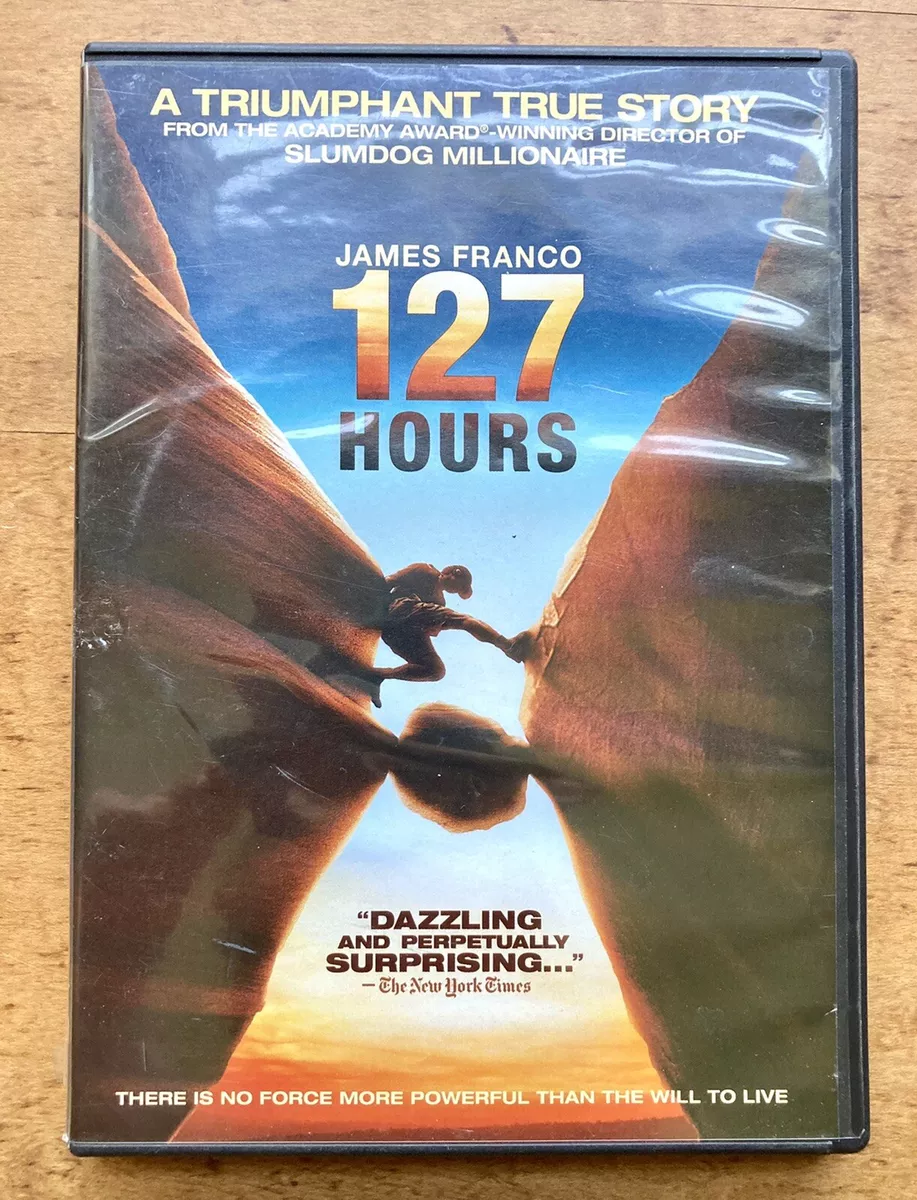 A TRIUMPHANT TRUE STORY
FROM THE ACADEMY AWARD®-WINNING DIRECTOR OF
SLUMDOG MILLIONAIRE
JAMES FRANCO
127
HOURS
“DAZZLING
AND PERPETUALLY
SURPRISING...”
—The New York Times
THERE IS NO FORCE MORE POWERFUL THAN THE WILL TO LIVE